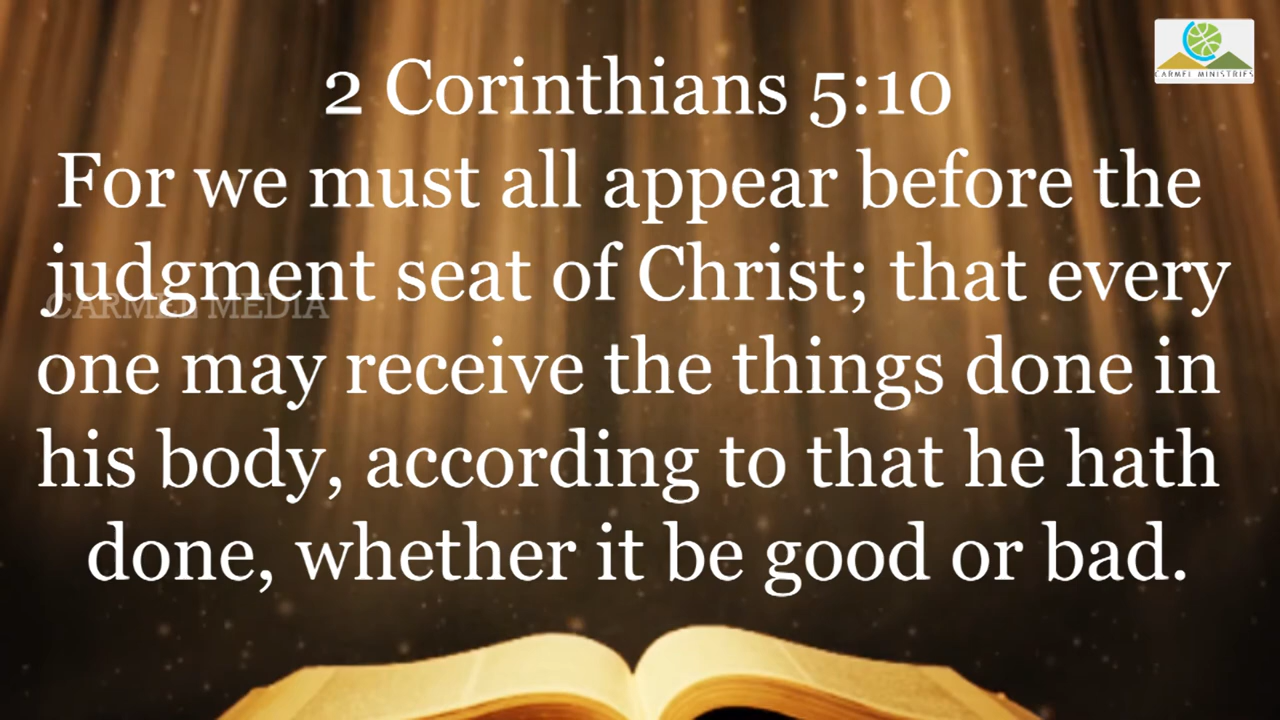 CARMEL MINISTRIES
2 Corinthians 5:10
For we must all appear before the
judgment seat of Christ; that every
CARMEL MEDIA
one may receive the things done in
his body, according to that he hath
done, whether it be good or bad.